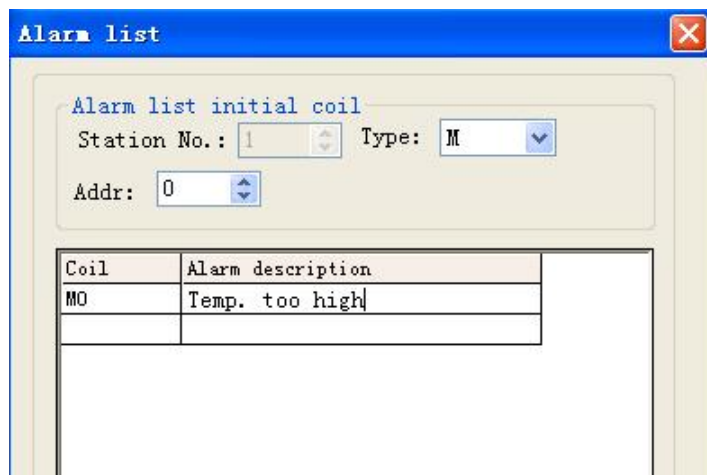 Alarm list
Alarm list initial coil
Station No.: 1 Type: M
Addr: 0
Coil Alarm description
M0 Temp. too high